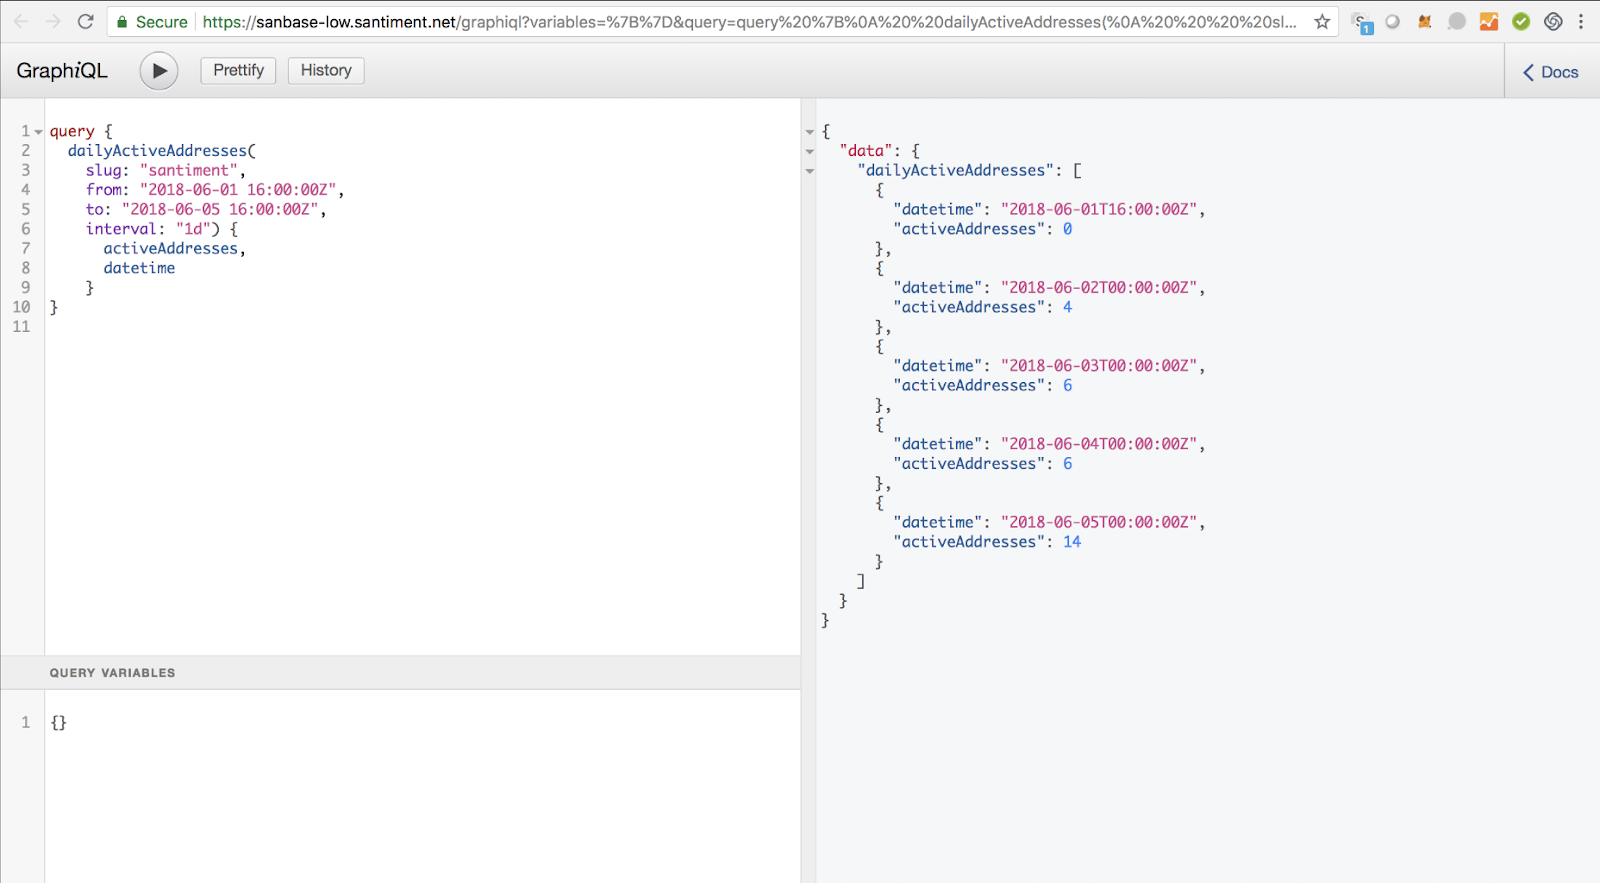 Secure https://sanbase-low.santiment.net/graphiql?variables=%7B%7D&query=query%20%7B%0A%20%20dailyActiveAddresses(%0A%20%20%20%20sl... 1
GraphiQL Prettify History Docs
1 query {
2 dailyActiveAddresses(
3 slug: "santiment",
4 from: "2018-06-01 16:00:00Z",
5 to: "2018-06-05 16:00:00Z",
6 interval: "1d") {
7 activeAddresses,
8 datetime
9 }
10 }
11
QUERY VARIABLES
1 {}
{
"data": {
"dailyActiveAddresses": [
{
"datetime": "2018-06-01T16:00:00Z",
"activeAddresses": 0
},
{
"datetime": "2018-06-02T00:00:00Z",
"activeAddresses": 4
},
{
"datetime": "2018-06-03T00:00:00Z",
"activeAddresses": 6
},
{
"datetime": "2018-06-04T00:00:00Z",
"activeAddresses": 6
},
{
"datetime": "2018-06-05T00:00:00Z",
"activeAddresses": 14
}
]
}
}